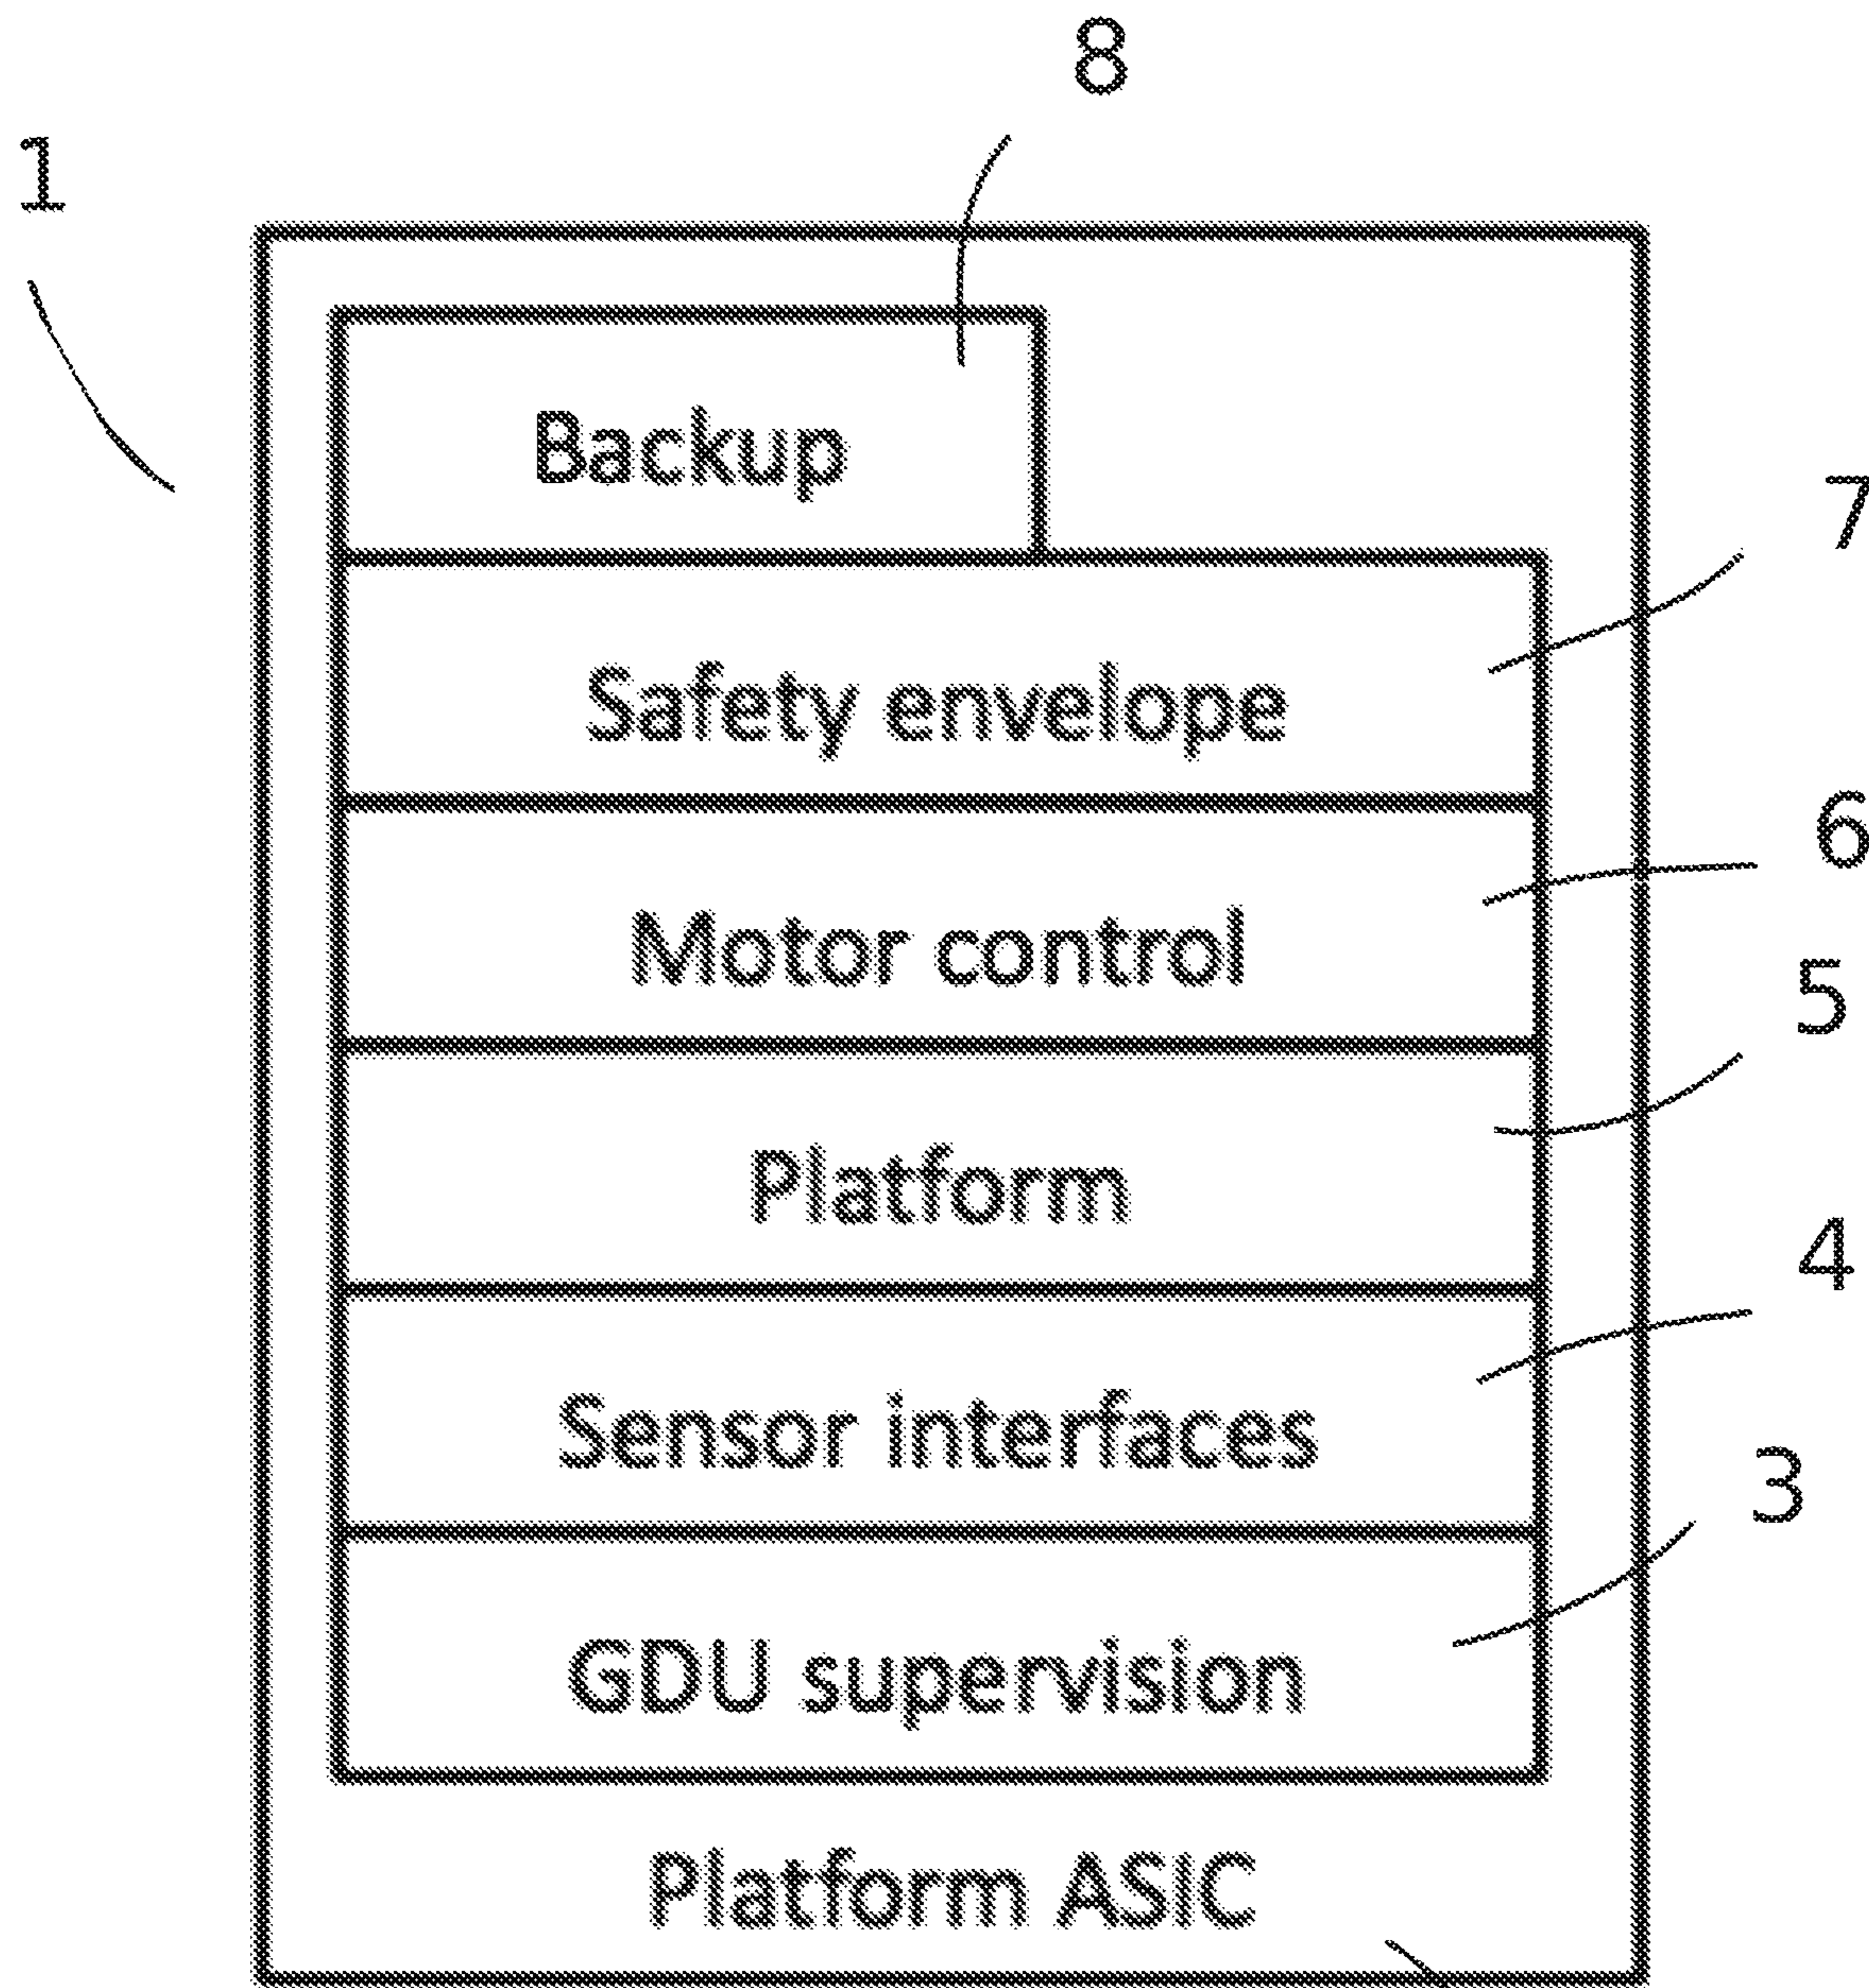 8
1
Backup
7
Safety envelope
6
Motor control
5
Platform
4
Sensor interfaces
3
GDU supervision
Platform ASIC